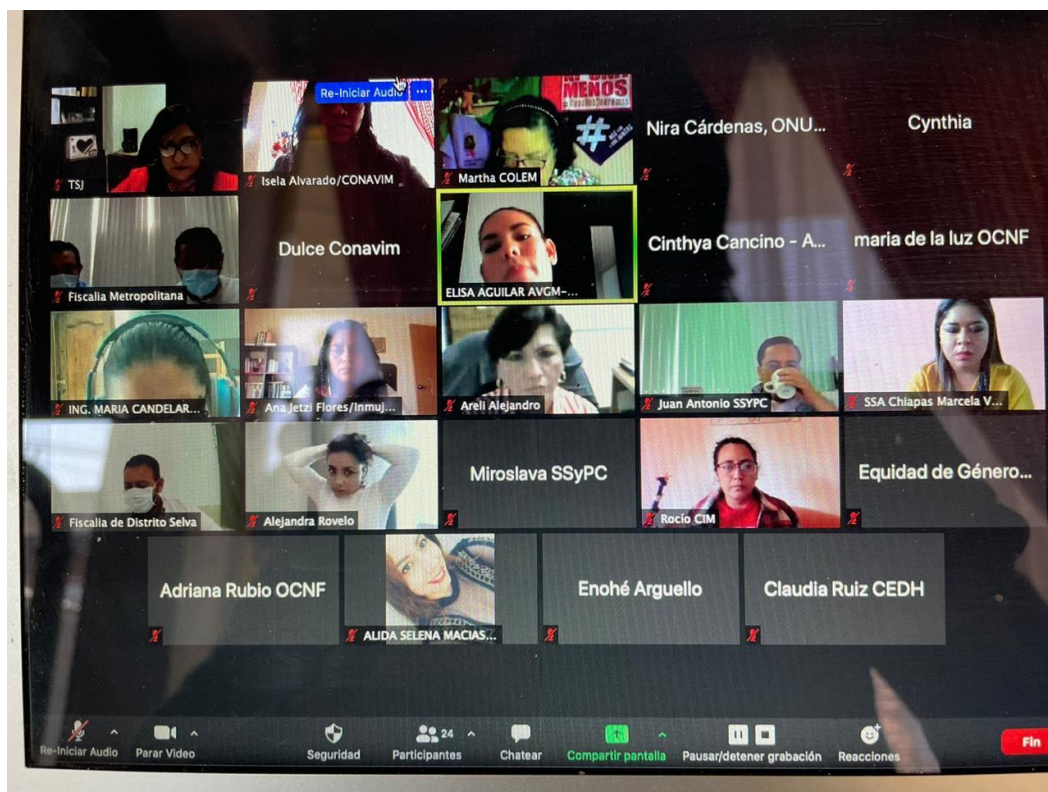 Re-Iniciar Audio
MENOS
#
TSJ
Isela Alvarado/CONAVIM
Martha COLEM
Nira Cárdenas, ONU...
Cynthia
Fiscalia Metropolitana
Dulce Conavim
ELISA AGUILAR AVGM-...
Cinthya Cancino - A...
maria de la luz OCNF
ING. MARIA CANDELAR...
Ana Jetzi Flores/Inmuj...
Areli Alejandro
Juan Antonio SSYPC
SSA Chiapas Marcela V...
Fiscalia de Distrito Selva
Alejandra Rovelo
Miroslava SSyPC
Rocío CIM
Equidad de Género...
Adriana Rubio OCNF
ALIDA SELENA MACIAS...
Enohé Arguello
Claudia Ruiz CEDH
24
Re-Iniciar Audio
Parar Video
Seguridad
Participantes
Chatear
Compartir pantalla
Pausar/detener grabación
Reacciones
Fin